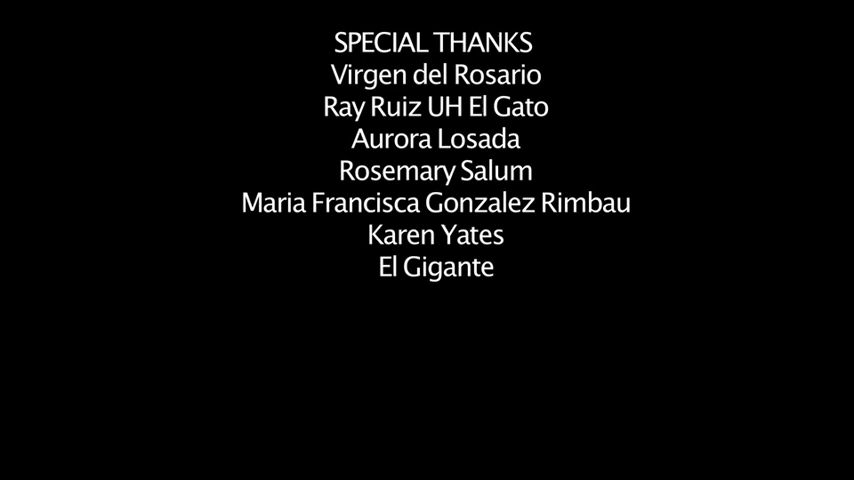 SPECIAL THANKS
Virgen del Rosario
Ray Ruiz UH El Gato
Aurora Losada
Rosemary Salum
Maria Francisca Gonzalez Rimbau
Karen Yates
El Gigante